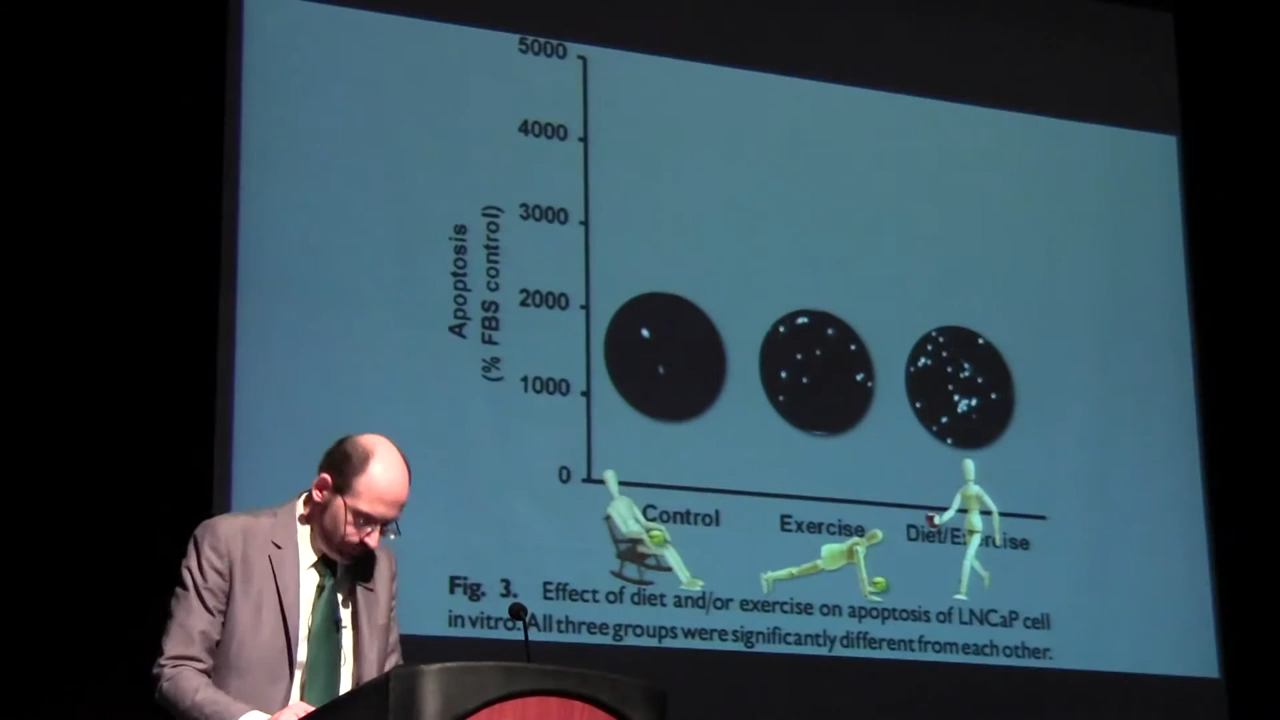 5000
4000
3000
2000
1000
0
Apoptosis
(% FBS control)
Control
Exercise
Diet/Exercise
Fig. 3. Effect of diet and/or exercise on apoptosis of LNCaP cell
in vitro. All three groups were significantly different from each other.